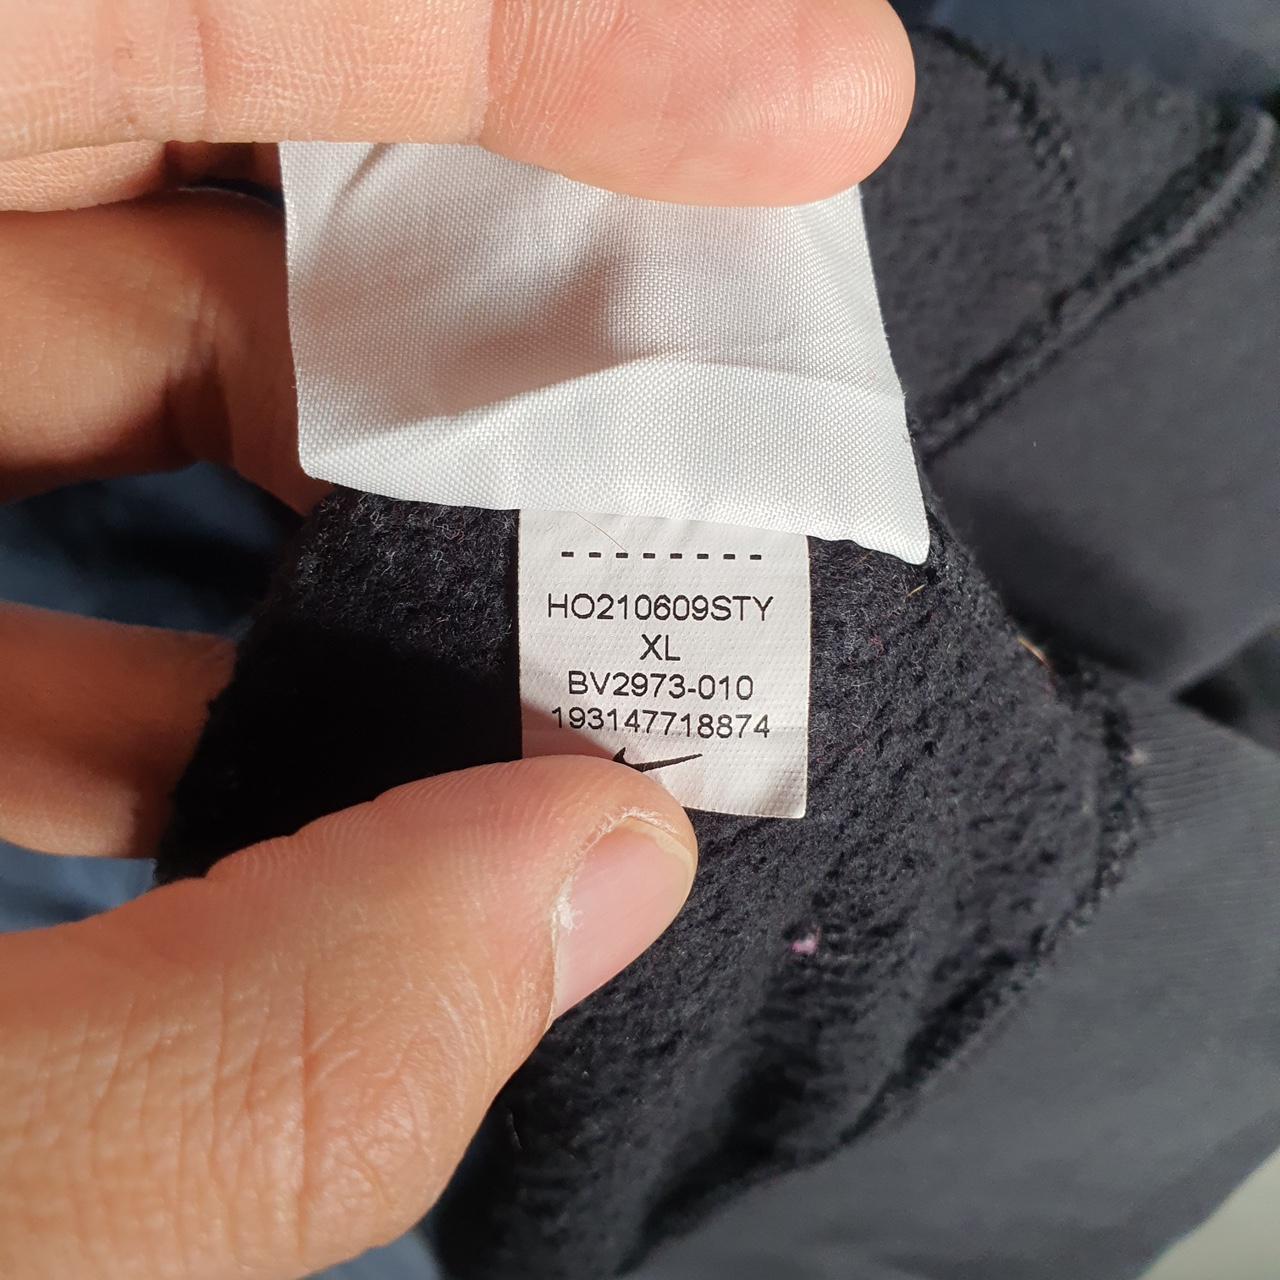 --------
HO210609STY
XL
BV2973-010
193147718874